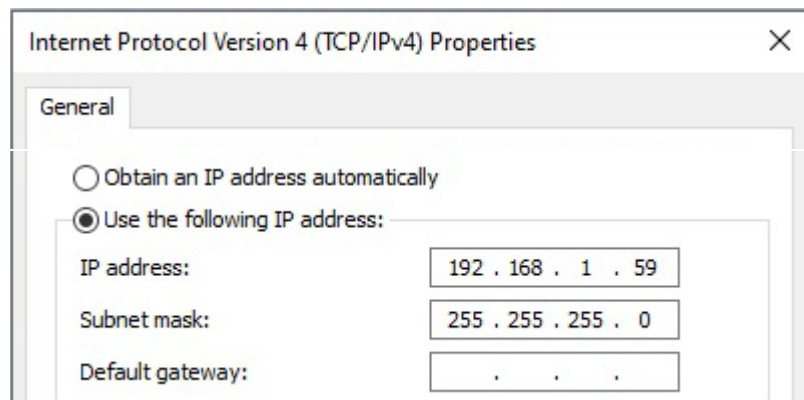 Internet Protocol Version 4 (TCP/IPv4) Properties
General
Obtain an IP address automatically
Use the following IP address:
IP address: 192 . 168 . 1 . 59
Subnet mask: 255 . 255 . 255 . 0
Default gateway: . . .